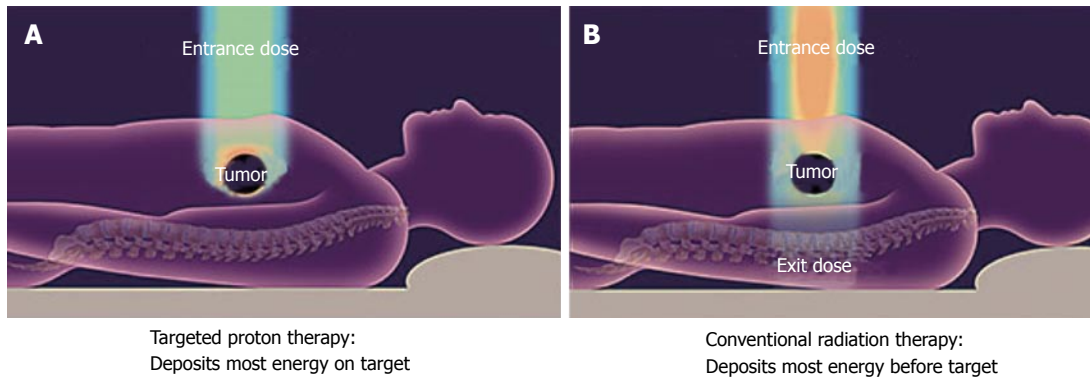 A
Entrance dose
Tumor
Targeted proton therapy:
Deposits most energy on target
B
Entrance dose
Tumor
Exit dose
Conventional radiation therapy:
Deposits most energy before target